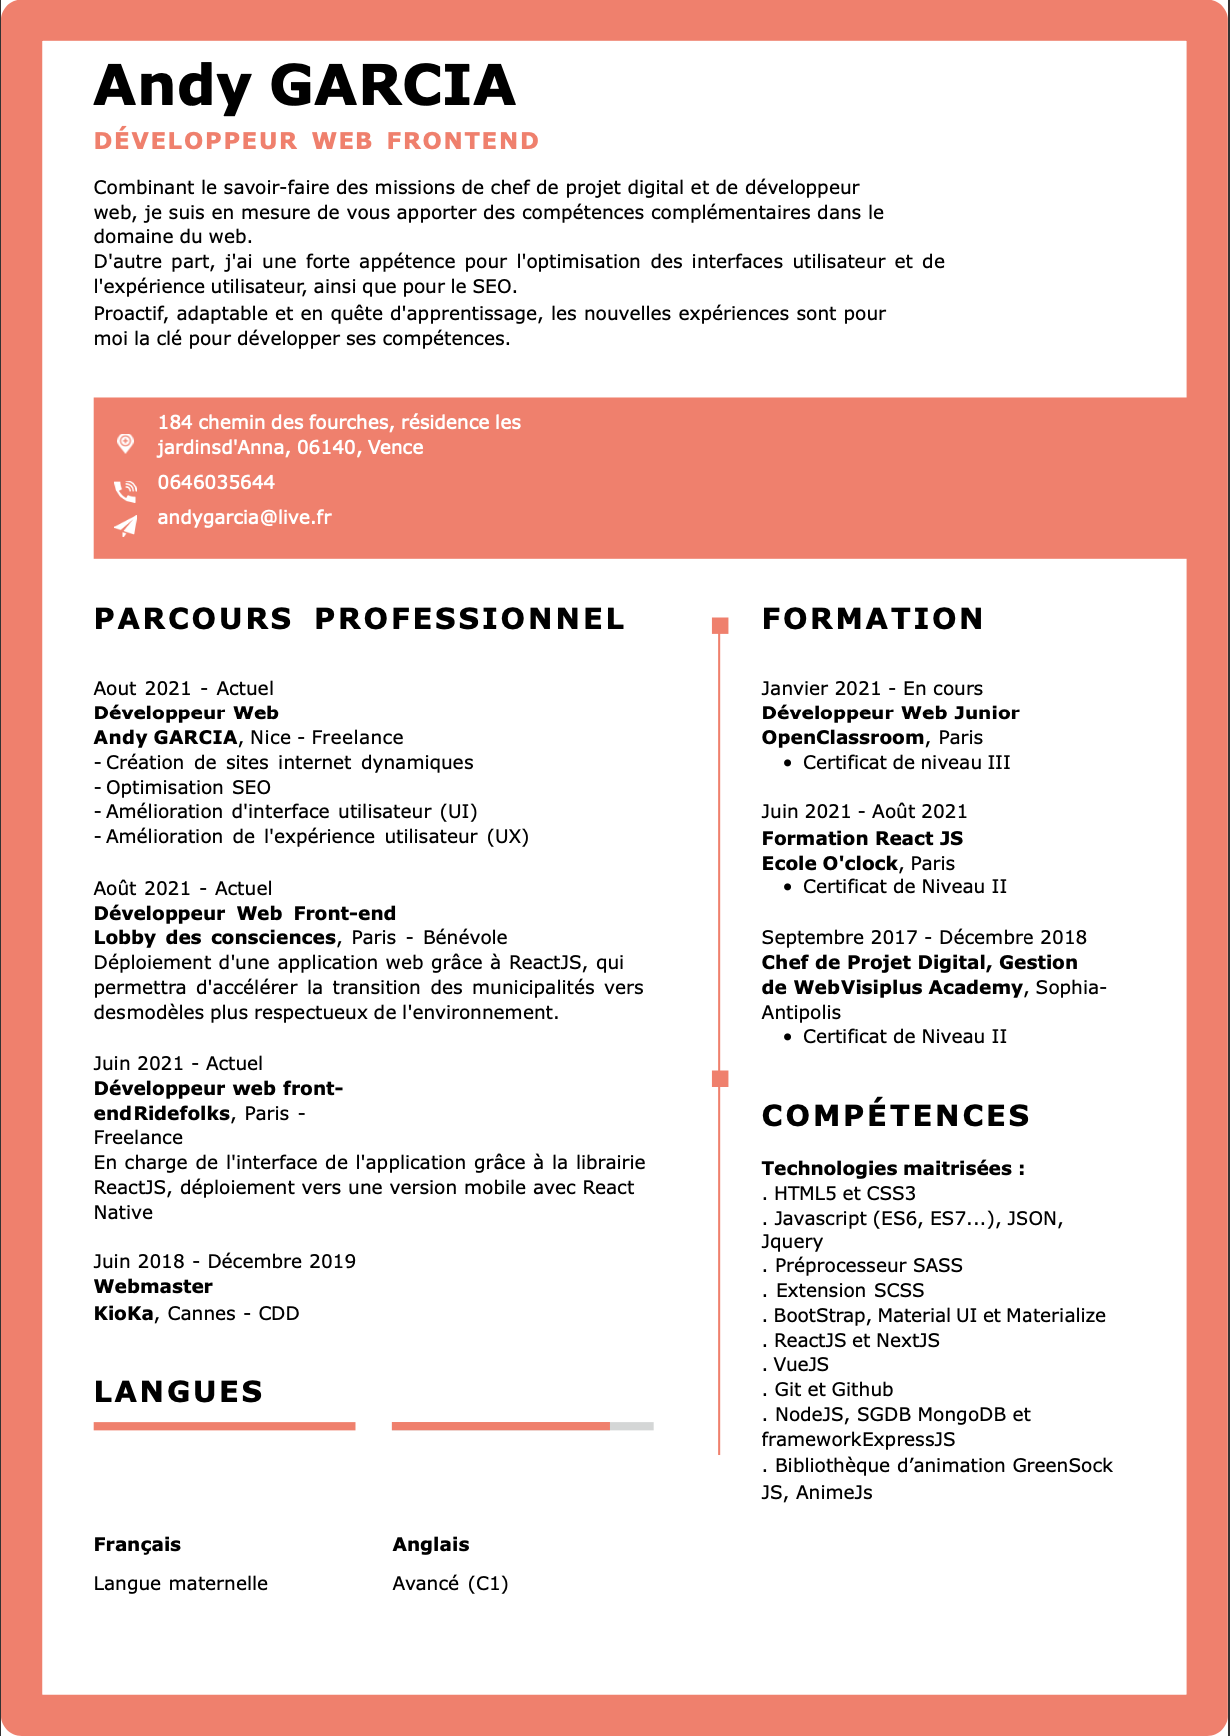 Andy GARCIA
DÉVELOPPEUR WEB FRONTEND
Combinant le savoir-faire des missions de chef de projet digital et de développeur
web, je suis en mesure de vous apporter des compétences complémentaires dans le
domaine du web.
D'autre part, j'ai une forte appétence pour l'optimisation des interfaces utilisateur et de
l'expérience utilisateur, ainsi que pour le SEO.
Proactif, adaptable et en quête d'apprentissage, les nouvelles expériences sont pour
moi la clé pour développer ses compétences.
184 chemin des fourches, résidence les
jardinsd'Anna, 06140, Vence
0646035644
andygarcia@live.fr
PARCOURS PROFESSIONNEL
Aout 2021 - Actuel
Développeur Web
Andy GARCIA, Nice - Freelance
- Création de sites internet dynamiques
- Optimisation SEO
- Amélioration d'interface utilisateur (UI)
- Amélioration de l'expérience utilisateur (UX)
Août 2021 - Actuel
Développeur Web Front-end
Lobby des consciences, Paris - Bénévole
Déploiement d'une application web grâce à ReactJS, qui
permettra d'accélérer la transition des municipalités vers
desmodèles plus respectueux de l'environnement.
Juin 2021 - Actuel
Développeur web front-
endRidefolks, Paris -
Freelance
En charge de l'interface de l'application grâce à la librairie
ReactJS, déploiement vers une version mobile avec React
Native
Juin 2018 - Décembre 2019
Webmaster
KioKa, Cannes - CDD
LANGUES
Français
Langue maternelle
Anglais
Avancé (C1)
FORMATION
Janvier 2021 - En cours
Développeur Web Junior
OpenClassroom, Paris
• Certificat de niveau III
Juin 2021 - Août 2021
Formation React JS
Ecole O'clock, Paris
• Certificat de Niveau II
Septembre 2017 - Décembre 2018
Chef de Projet Digital, Gestion
de WebVisiplus Academy, Sophia-
Antipolis
• Certificat de Niveau II
COMPÉTENCES
Technologies maitrisées :
. HTML5 et CSS3
. Javascript (ES6, ES7...), JSON,
Jquery
. Préprocesseur SASS
. Extension SCSS
. BootStrap, Material UI et Materialize
. ReactJS et NextJS
. VueJS
. Git et Github
. NodeJS, SGDB MongoDB et
frameworkExpressJS
. Bibliothèque d’animation GreenSock
JS, AnimeJs